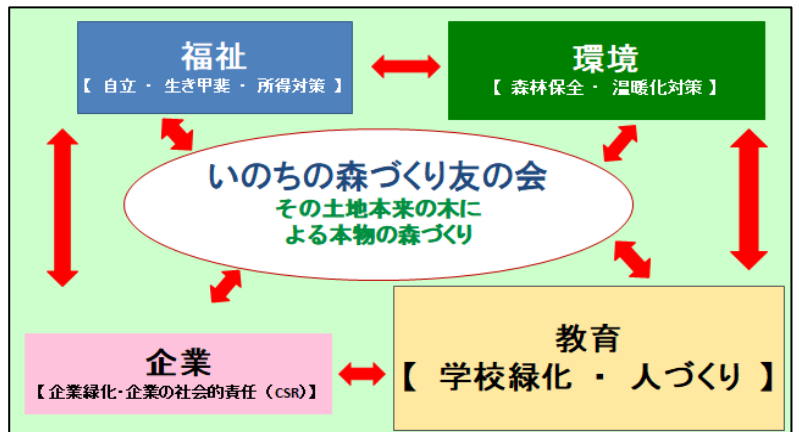 福祉
【 自立 ・ 生き甲斐 ・ 所得対策 】
環境
【 森林保全 ・ 温暖化対策 】
いのちの森づくり友の会
その土地本来の木に
よる本物の森づくり
企業
【 企業緑化・企業の社会的責任（CSR）】
教育
【 学校緑化 ・ 人づくり 】